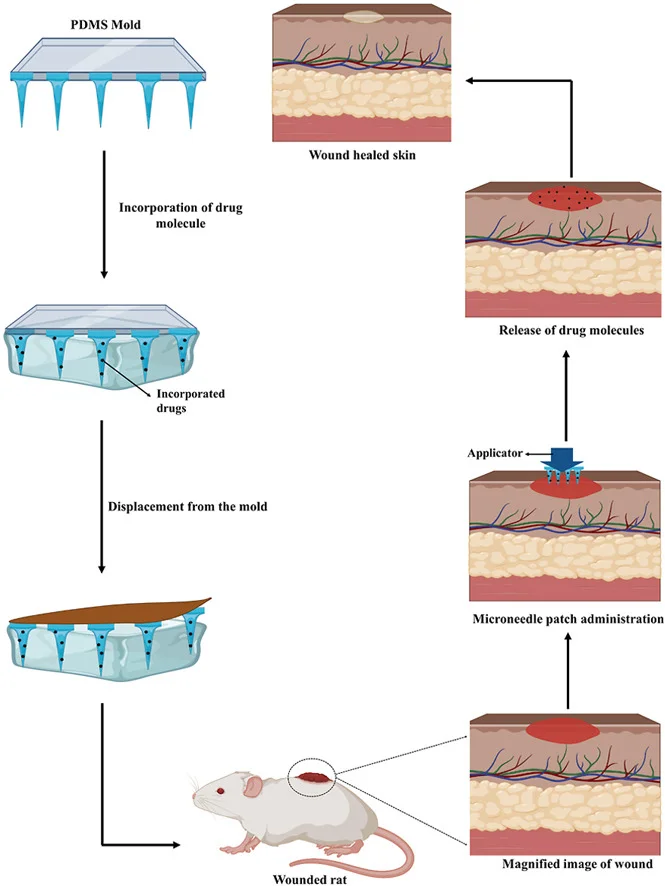 PDMS Mold
Incorporation of drug
molecule
Incorporated
drugs
Displacement from the mold
Wounded rat
Magnified image of wound
Microneedle patch administration
Applicator
Release of drug molecules
Wound healed skin